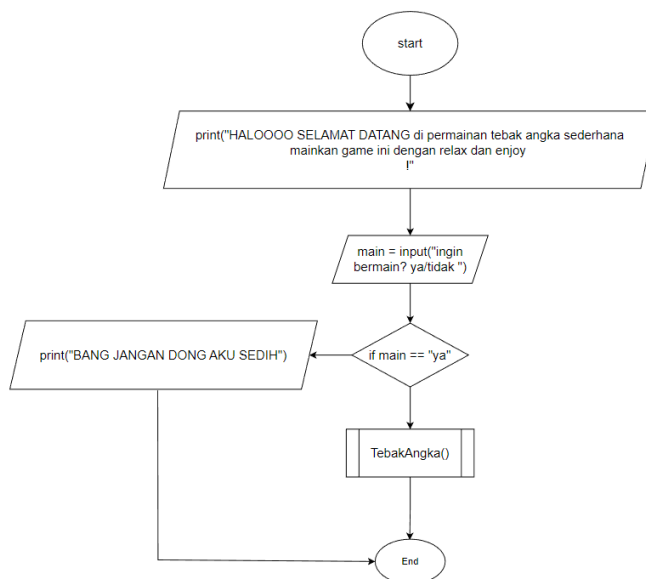 start
print("HALOOOO SELAMAT DATANG di permainan tebak angka sederhana
mainkan game ini dengan relax dan enjoy
!"
main = input("ingin
bermain? ya/tidak ")
print("BANG JANGAN DONG AKU SEDIH")
if main == "ya"
TebakAngka()
End